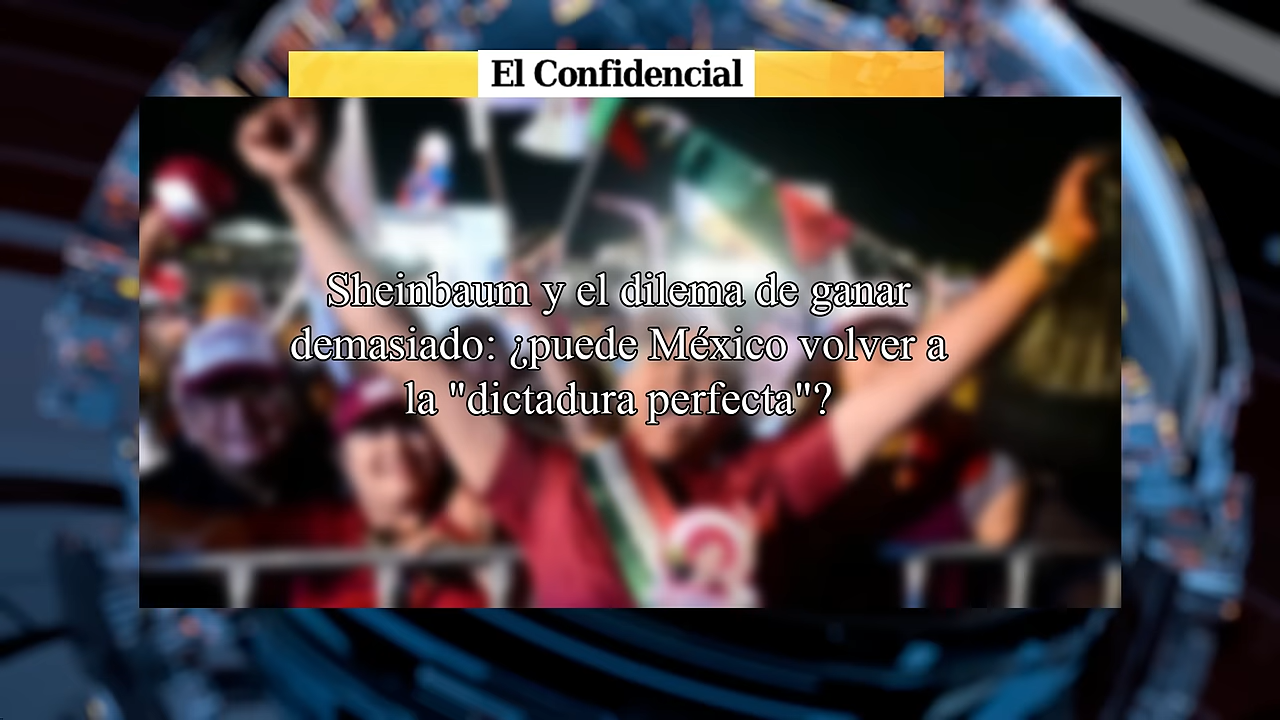 El Confidencial
Sheinbaum y el dilema de ganar
demasiado: ¿puede México volver a
la "dictadura perfecta"?